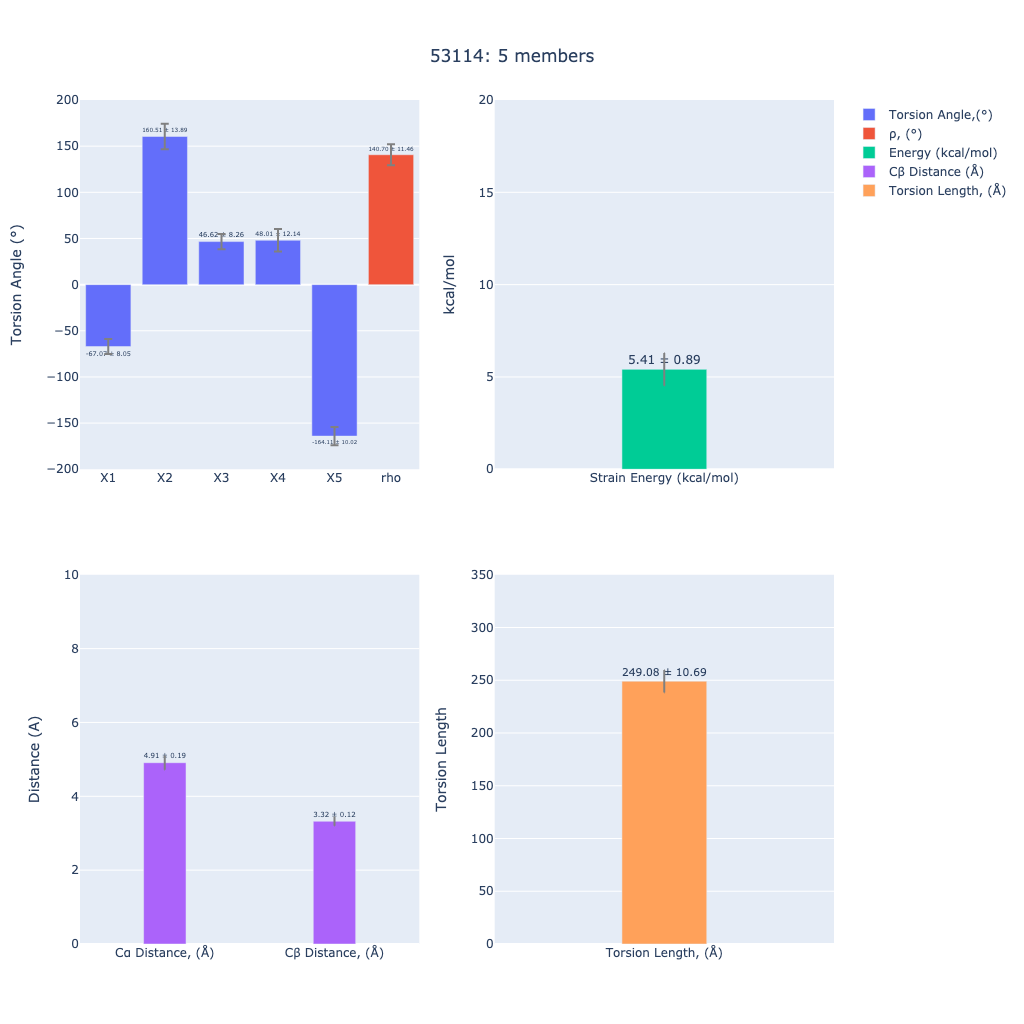 53114: 5 members
Torsion Angle (°)
200
150
100
50
0
−50
−100
−150
−200
-67.07 ± 8.05
160.51 ± 13.89
46.62 ± 8.26
48.01 ± 12.14
-164.11 ± 10.02
140.70 ± 11.46
X1 X2 X3 X4 X5 rho
kcal/mol
20
15
10
5
0
5.41 ± 0.89
Strain Energy (kcal/mol)
Torsion Angle,(°)
ρ, (°)
Energy (kcal/mol)
Cβ Distance (Å)
Torsion Length, (Å)
Distance (A)
10
8
6
4
2
0
4.91 ± 0.19
3.32 ± 0.12
Cα Distance, (Å) Cβ Distance, (Å)
Torsion Length
350
300
250
200
150
100
50
0
249.08 ± 10.69
Torsion Length, (Å)